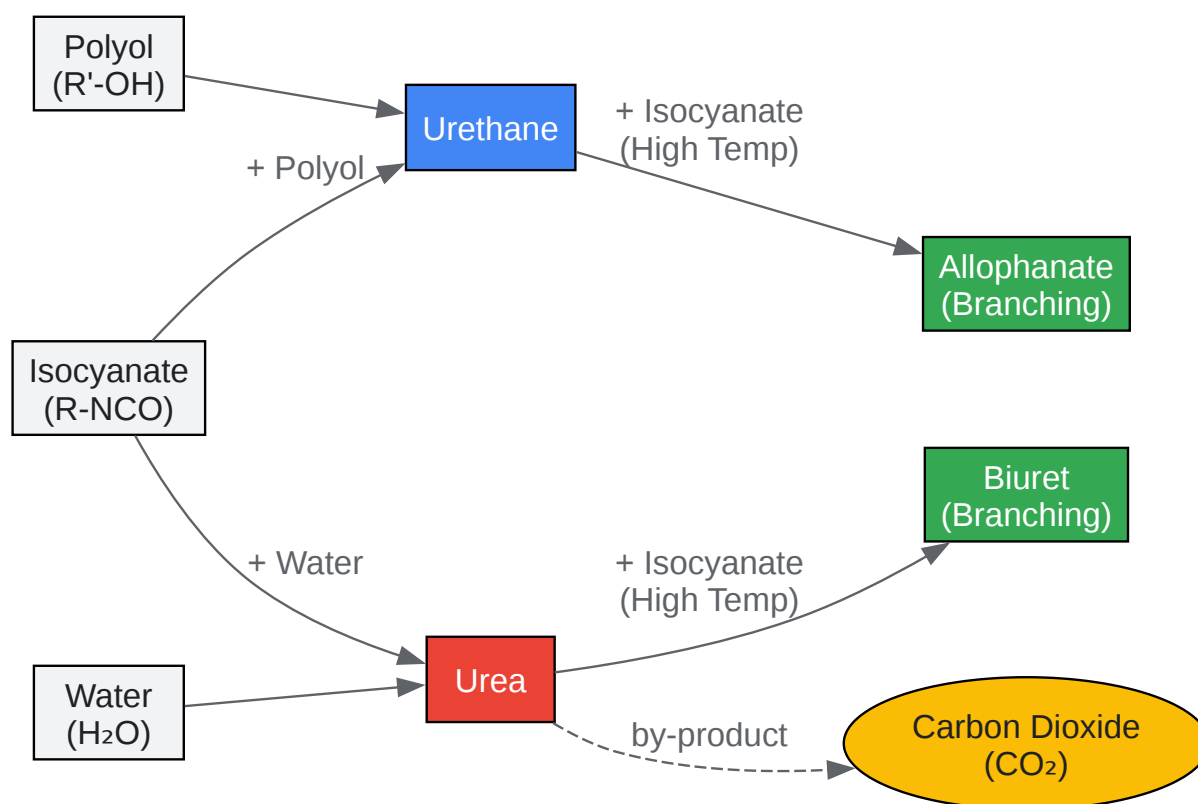 Polyol
(R'-OH)
Urethane
+ Isocyanate
(High Temp)
+ Polyol
Allophanate
(Branching)
Isocyanate
(R-NCO)
Biuret
(Branching)
+ Water
+ Isocyanate
(High Temp)
Urea
Water
(H₂O)
by-product
Carbon Dioxide
(CO₂)